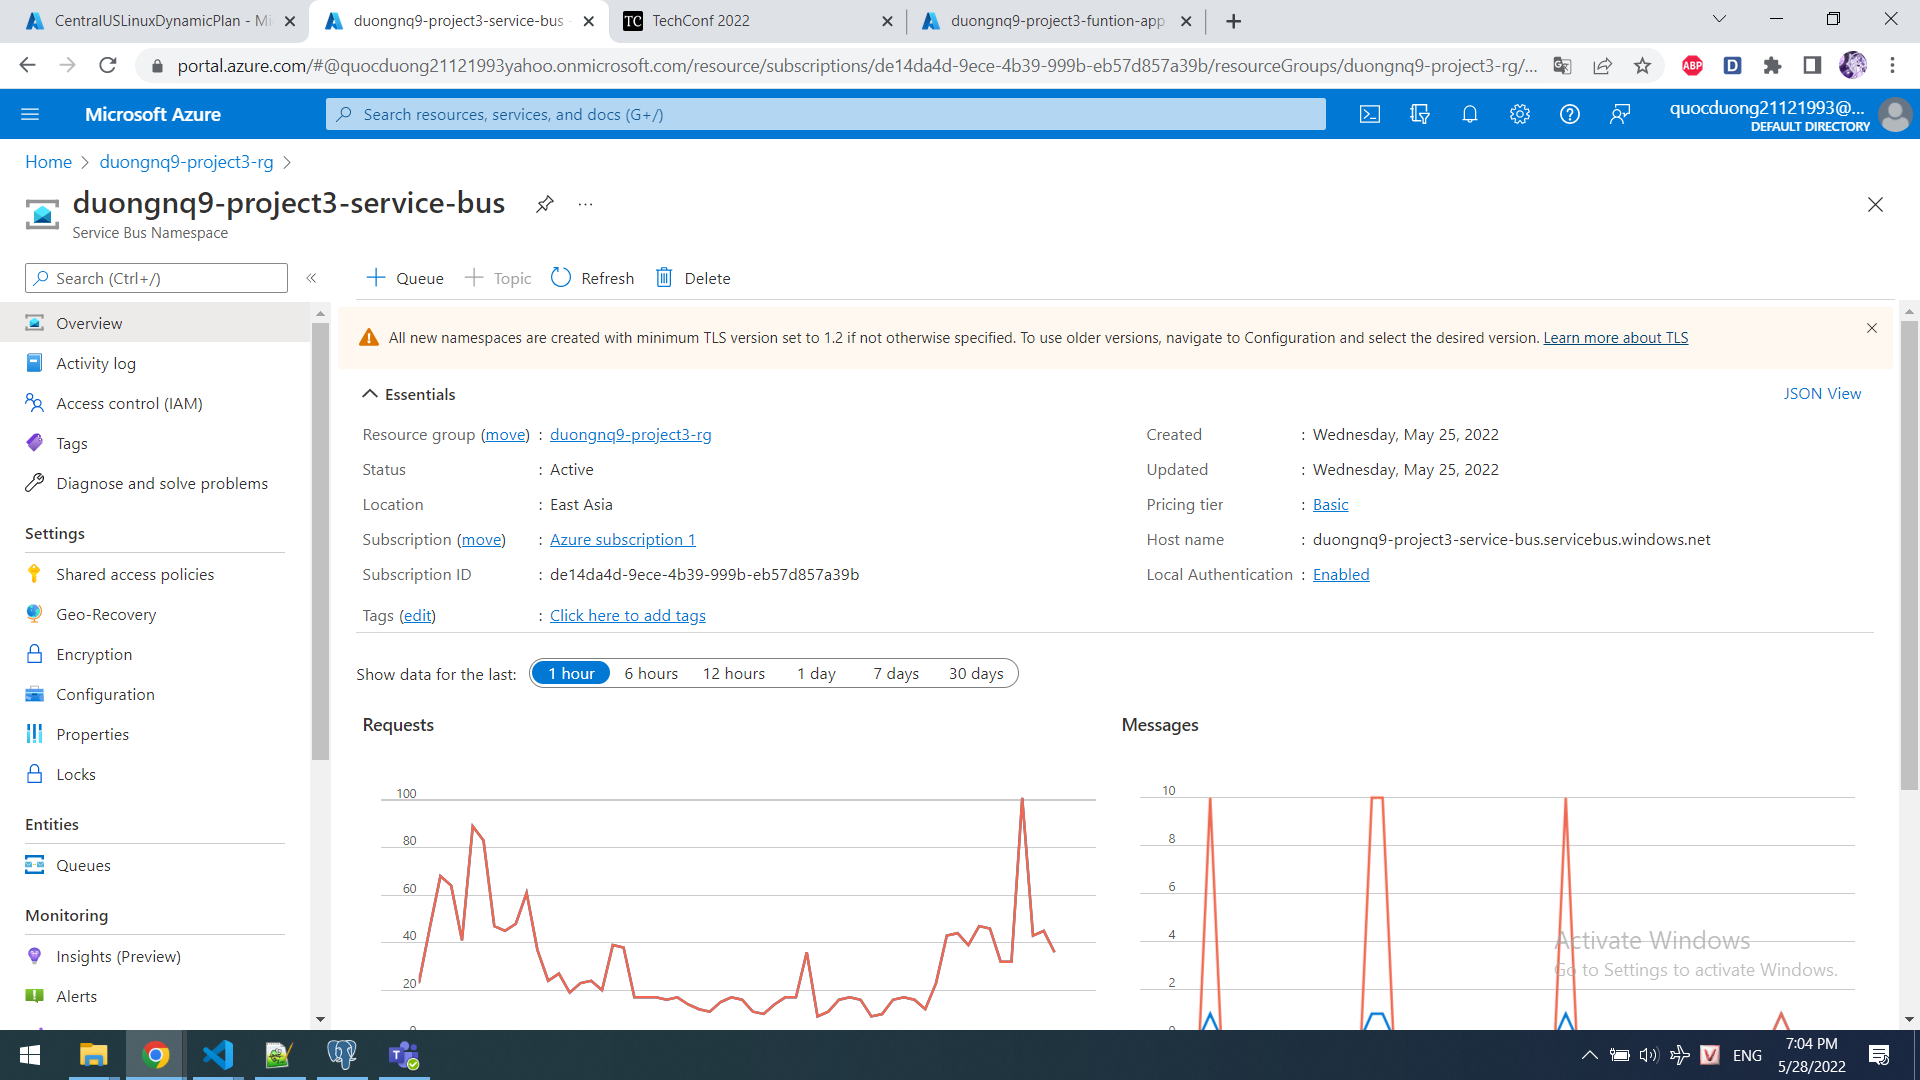 CentralUSLinuxDynamicPlan - Mi
duongnq9-project3-service-bus
TechConf 2022
duongnq9-project3-funtion-app
portal.azure.com/#@quocduong21121993yahoo.onmicrosoft.com/resource/subscriptions/de14da4d-9ece-4b39-999b-eb57d857a39b/resourceGroups/duongnq9-project3-rg/...
ABP
D
Microsoft Azure
Search resources, services, and docs (G+/)
quocduong21121993@...
DEFAULT DIRECTORY
Home
duongnq9-project3-rg
duongnq9-project3-service-bus
Service Bus Namespace
Search (Ctrl+/)
Queue
Topic
Refresh
Delete
Overview
Activity log
Access control (IAM)
Tags
Diagnose and solve problems
Settings
Shared access policies
Geo-Recovery
Encryption
Configuration
Properties
Locks
Entities
Queues
Monitoring
Insights (Preview)
Alerts
All new namespaces are created with minimum TLS version set to 1.2 if not otherwise specified. To use older versions, navigate to Configuration and select the desired version. Learn more about TLS
Essentials
JSON View
Resource group (move) : duongnq9-project3-rg
Status : Active
Location : East Asia
Subscription (move) : Azure subscription 1
Subscription ID : de14da4d-9ece-4b39-999b-eb57d857a39b
Tags (edit) : Click here to add tags
Created : Wednesday, May 25, 2022
Updated : Wednesday, May 25, 2022
Pricing tier : Basic
Host name : duongnq9-project3-service-bus.servicebus.windows.net
Local Authentication : Enabled
Show data for the last: 1 hour 6 hours 12 hours 1 day 7 days 30 days
Requests
100
80
60
40
20
0
Messages
10
8
6
4
2
0
Activate Windows
Go to Settings to activate Windows.
ENG
7:04 PM
5/28/2022